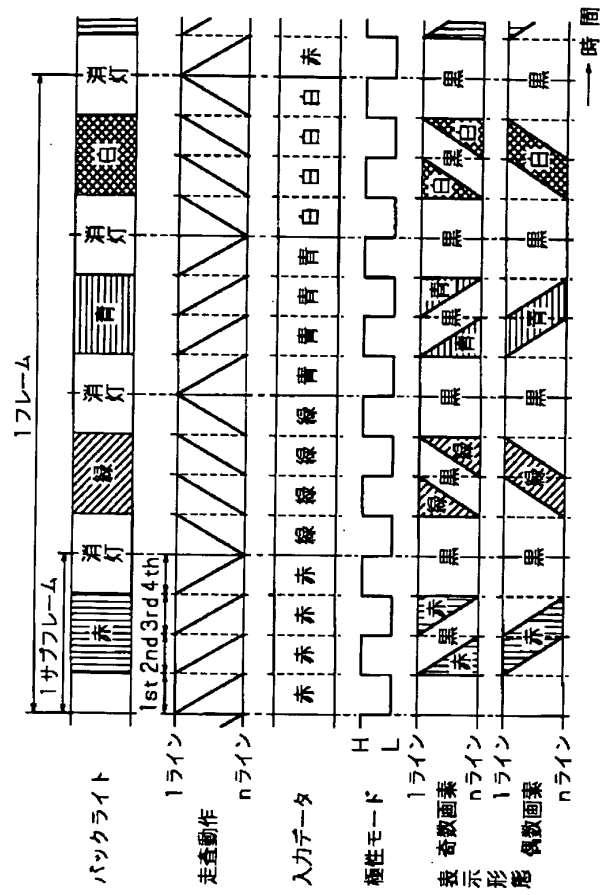 1フレーム
1サブフレーム
バックライト 赤 消灯 緑 消灯 青 消灯 白 消灯
1st 2nd 3rd 4th
1ライン
走査動作
nライン
入力データ 赤 赤 赤 赤 緑 緑 緑 緑 青 青 青 青 白 白 白 白 赤
極性モード H
L
表示形態
1ライン
奇数画素 赤 黒 赤 黒 緑 黒 緑 黒 青 黒 青 黒 白 黒 白 黒
nライン
1ライン
偶数画素 赤 黒 緑 黒 青 黒 白 黒
nライン
時間